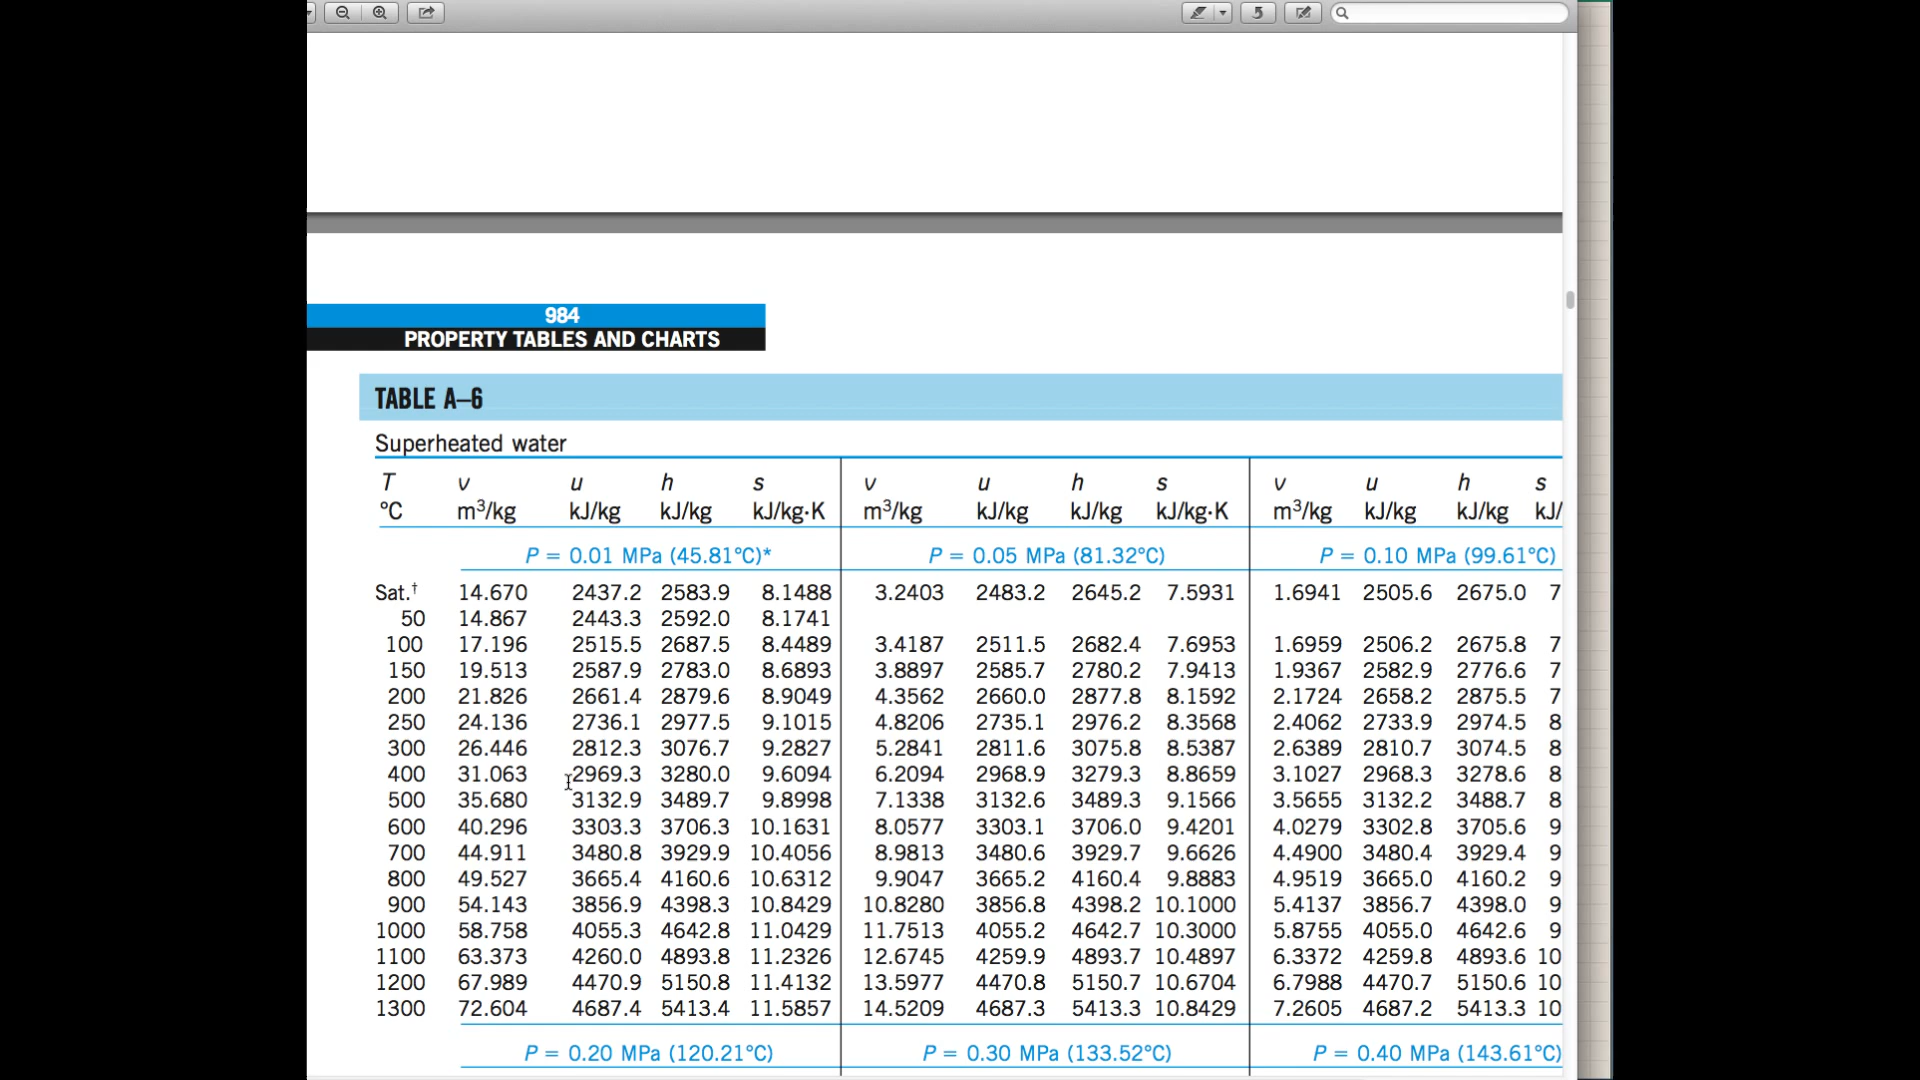 984
PROPERTY TABLES AND CHARTS
TABLE A–6
Superheated water
T v u h s v u h s v u h s
°C m³/kg kJ/kg kJ/kg kJ/kg·K m³/kg kJ/kg kJ/kg kJ/kg·K m³/kg kJ/kg kJ/kg kJ/
P = 0.01 MPa (45.81°C)* P = 0.05 MPa (81.32°C) P = 0.10 MPa (99.61°C)
Sat.† 14.670 2437.2 2583.9 8.1488 3.2403 2483.2 2645.2 7.5931 1.6941 2505.6 2675.0 7
50 14.867 2443.3 2592.0 8.1741
100 17.196 2515.5 2687.5 8.4489 3.4187 2511.5 2682.4 7.6953 1.6959 2506.2 2675.8 7
150 19.513 2587.9 2783.0 8.6893 3.8897 2585.7 2780.2 7.9413 1.9367 2582.9 2776.6 7
200 21.826 2661.4 2879.6 8.9049 4.3562 2660.0 2877.8 8.1592 2.1724 2658.2 2875.5 7
250 24.136 2736.1 2977.5 9.1015 4.8206 2735.1 2976.2 8.3568 2.4062 2733.9 2974.5 8
300 26.446 2812.3 3076.7 9.2827 5.2841 2811.6 3075.8 8.5387 2.6389 2810.7 3074.5 8
400 31.063 2969.3 3280.0 9.6094 6.2094 2968.9 3279.3 8.8659 3.1027 2968.3 3278.6 8
500 35.680 3132.9 3489.7 9.8998 7.1338 3132.6 3489.3 9.1566 3.5655 3132.2 3488.7 8
600 40.296 3303.3 3706.3 10.1631 8.0577 3303.1 3706.0 9.4201 4.0279 3302.8 3705.6 9
700 44.911 3480.8 3929.9 10.4056 8.9813 3480.6 3929.7 9.6626 4.4900 3480.4 3929.4 9
800 49.527 3665.4 4160.6 10.6312 9.9047 3665.2 4160.4 9.8883 4.9519 3665.0 4160.2 9
900 54.143 3856.9 4398.3 10.8429 10.8280 3856.8 4398.2 10.1000 5.4137 3856.7 4398.0 9
1000 58.758 4055.3 4642.8 11.0429 11.7513 4055.2 4642.7 10.3000 5.8755 4055.0 4642.6 9
1100 63.373 4260.0 4893.8 11.2326 12.6745 4259.9 4893.7 10.4897 6.3372 4259.8 4893.6 10
1200 67.989 4470.9 5150.8 11.4132 13.5977 4470.8 5150.7 10.6704 6.7988 4470.7 5150.6 10
1300 72.604 4687.4 5413.4 11.5857 14.5209 4687.3 5413.3 10.8429 7.2605 4687.2 5413.3 10
P = 0.20 MPa (120.21°C) P = 0.30 MPa (133.52°C) P = 0.40 MPa (143.61°C)